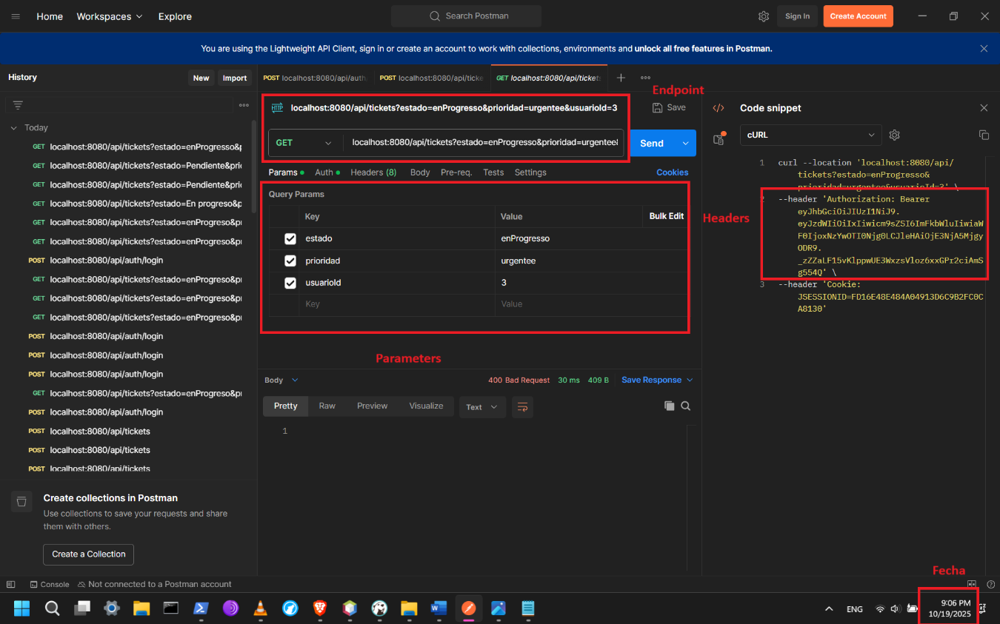 Home
Workspaces
Explore
Search Postman
Sign In
Create Account
You are using the Lightweight API Client, sign in or create an account to work with collections, environments and unlock all free features in Postman.
History
New
Import
Today
GET localhost:8080/api/tickets?estado=enProgresso&p
GET localhost:8080/api/tickets?estado=Pendiente&pri
GET localhost:8080/api/tickets?estado=Pendiente&pri
GET localhost:8080/api/tickets?estado=En progreso&p
GET localhost:8080/api/tickets?estado=enProgreso&pr
GET localhost:8080/api/tickets?estado=enProgreso&pr
POST localhost:8080/api/auth/login
GET localhost:8080/api/tickets?estado=enProgreso&pr
GET localhost:8080/api/tickets?estado=enProgreso&pr
GET localhost:8080/api/tickets?estado=enProgreso&pr
POST localhost:8080/api/auth/login
POST localhost:8080/api/auth/login
POST localhost:8080/api/auth/login
GET localhost:8080/api/tickets?estado=enProgreso&pr
POST localhost:8080/api/auth/login
POST localhost:8080/api/tickets
POST localhost:8080/api/tickets
POST localhost:8080/api/tickets
Create collections in Postman
Use collections to save your requests and share
them with others.
Create a Collection
POST localhost:8080/api/auth
POST localhost:8080/api/ticke
GET localhost:8080/api/tickets
Endpoint
HTTP localhost:8080/api/tickets?estado=enProgresso&prioridad=urgentee&usuarioId=3
Save
GET
localhost:8080/api/tickets?estado=enProgresso&prioridad=urgentee&
Send
Params
Auth
Headers (8)
Body
Pre-req.
Tests
Settings
Cookies
Query Params
Key Value Bulk Edit
estado enProgresso
prioridad urgentee
usuarioId 3
Key Value
Parameters
Body
400 Bad Request 30 ms 409 B
Save Response
Pretty
Raw
Preview
Visualize
Text
1
Headers
Code snippet
cURL
1 curl --location 'localhost:8080/api/
tickets?estado=enProgresso&
prioridad=urgentee&usuarioId=3' \
2 --header 'Authorization: Bearer
eyJhbGciOiJIUzI1NiJ9.
eyJzdWIiOiIxIiwicm9sZSI6ImFkbWluIiwiaW
F0IjoxNzYwOTI0Njg0LCJleHAiOjE3NjA5Mjgy
ODR9.
_zZZaLF15vKlppwUE3WxzsVloz6xxGPr2ciAmS
g554Q' \
3 --header 'Cookie:
JSESSIONID=FD16E48E484A04913D6C9B2FC0C
A8130'
Console
Not connected to a Postman account
Fecha
ENG
9:06 PM
10/19/2025